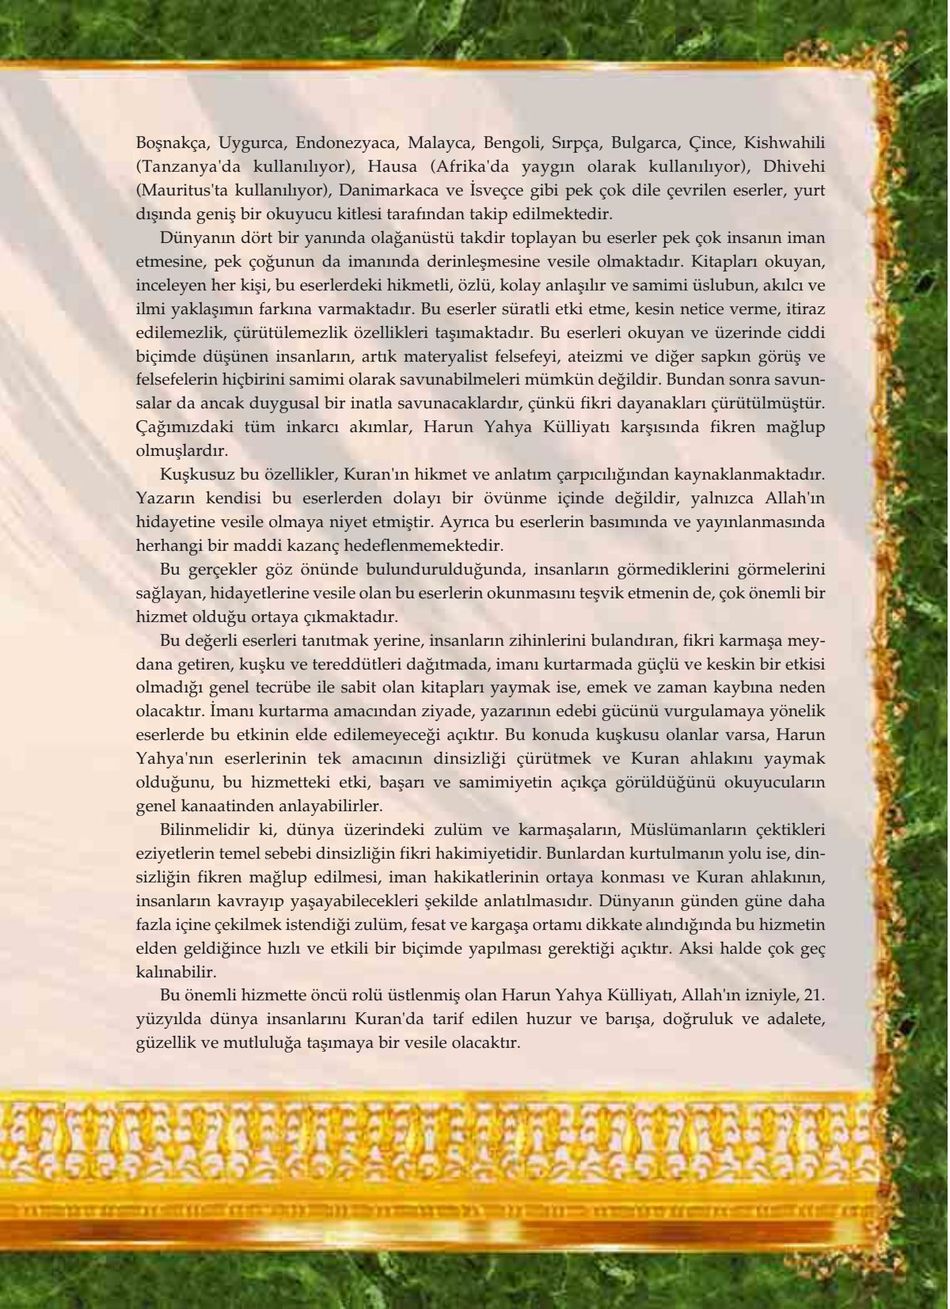 Boşnakça, Uygurca, Endonezyaca, Malayca, Bengoli, Sırpça, Bulgarca, Çince, Kishwahili
(Tanzanya'da kullanılıyor), Hausa (Afrika'da yaygın olarak kullanılıyor), Dhivehi
(Mauritus'ta kullanılıyor), Danimarkaca ve İsveçce gibi pek çok dile çevrilen eserler, yurt
dışında geniş bir okuyucu kitlesi tarafından takip edilmektedir.
Dünyanın dört bir yanında olağanüstü takdir toplayan bu eserler pek çok insanın iman
etmesine, pek çoğunun da imanında derinleşmesine vesile olmaktadır. Kitapları okuyan,
inceleyen her kişi, bu eserlerdeki hikmetli, özlü, kolay anlaşılır ve samimi üslubun, akılcı ve
ilmi yaklaşımın farkına varmaktadır. Bu eserler süratli etki etme, kesin netice verme, itiraz
edilemezlik, çürütülemezlik özellikleri taşımaktadır. Bu eserleri okuyan ve üzerinde ciddi
biçimde düşünen insanların, artık materyalist felsefeyi, ateizmi ve diğer sapkın görüş ve
felsefelerin hiçbirini samimi olarak savunabilmeleri mümkün değildir. Bundan sonra savun-
salar da ancak duygusal bir inatla savunacaklardır, çünkü fikri dayanakları çürütülmüştür.
Çağımızdaki tüm inkarcı akımlar, Harun Yahya Külliyatı karşısında fikren mağlup
olmuşlardır.
Kuşkusuz bu özellikler, Kuran'ın hikmet ve anlatım çarpıcılığından kaynaklanmaktadır.
Yazarın kendisi bu eserlerden dolayı bir övünme içinde değildir, yalnızca Allah'ın
hidayetine vesile olmaya niyet etmiştir. Ayrıca bu eserlerin basımında ve yayınlanmasında
herhangi bir maddi kazanç hedeflenmemektedir.
Bu gerçekler göz önünde bulundurulduğunda, insanların görmediklerini görmelerini
sağlayan, hidayetlerine vesile olan bu eserlerin okunmasını teşvik etmenin de, çok önemli bir
hizmet olduğu ortaya çıkmaktadır.
Bu değerli eserleri tanıtmak yerine, insanların zihinlerini bulandıran, fikri karmaşa mey-
dana getiren, kuşku ve tereddütleri dağıtmada, imanı kurtarmada güçlü ve keskin bir etkisi
olmadığı genel tecrübe ile sabit olan kitapları yaymak ise, emek ve zaman kaybına neden
olacaktır. İmanı kurtarma amacından ziyade, yazarının edebi gücünü vurgulamaya yönelik
eserlerde bu etkinin elde edilemeyeceği açıktır. Bu konuda kuşkusu olanlar varsa, Harun
Yahya'nın eserlerinin tek amacının dinsizliği çürütmek ve Kuran ahlakını yaymak
olduğunu, bu hizmetteki etki, başarı ve samimiyetin açıkça görüldüğünü okuyucuların
genel kanaatinden anlayabilirler.
Bilinmelidir ki, dünya üzerindeki zulüm ve karmaşaların, Müslümanların çektikleri
eziyetlerin temel sebebi dinsizliğin fikri hakimiyetidir. Bunlardan kurtulmanın yolu ise, din-
sizliğin fikren mağlup edilmesi, iman hakikatlerinin ortaya konması ve Kuran ahlakının,
insanların kavrayıp yaşayabilecekleri şekilde anlatılmasıdır. Dünyanın günden güne daha
fazla içine çekilmek istendiği zulüm, fesat ve kargaşa ortamı dikkate alındığında bu hizmetin
elden geldiğince hızlı ve etkili bir biçimde yapılması gerektiği açıktır. Aksi halde çok geç
kalınabilir.
Bu önemli hizmette öncü rolü üstlenmiş olan Harun Yahya Külliyatı, Allah'ın izniyle, 21.
yüzyılda dünya insanlarını Kuran'da tarif edilen huzur ve barışa, doğruluk ve adalete,
güzellik ve mutluluğa taşımaya bir vesile olacaktır.